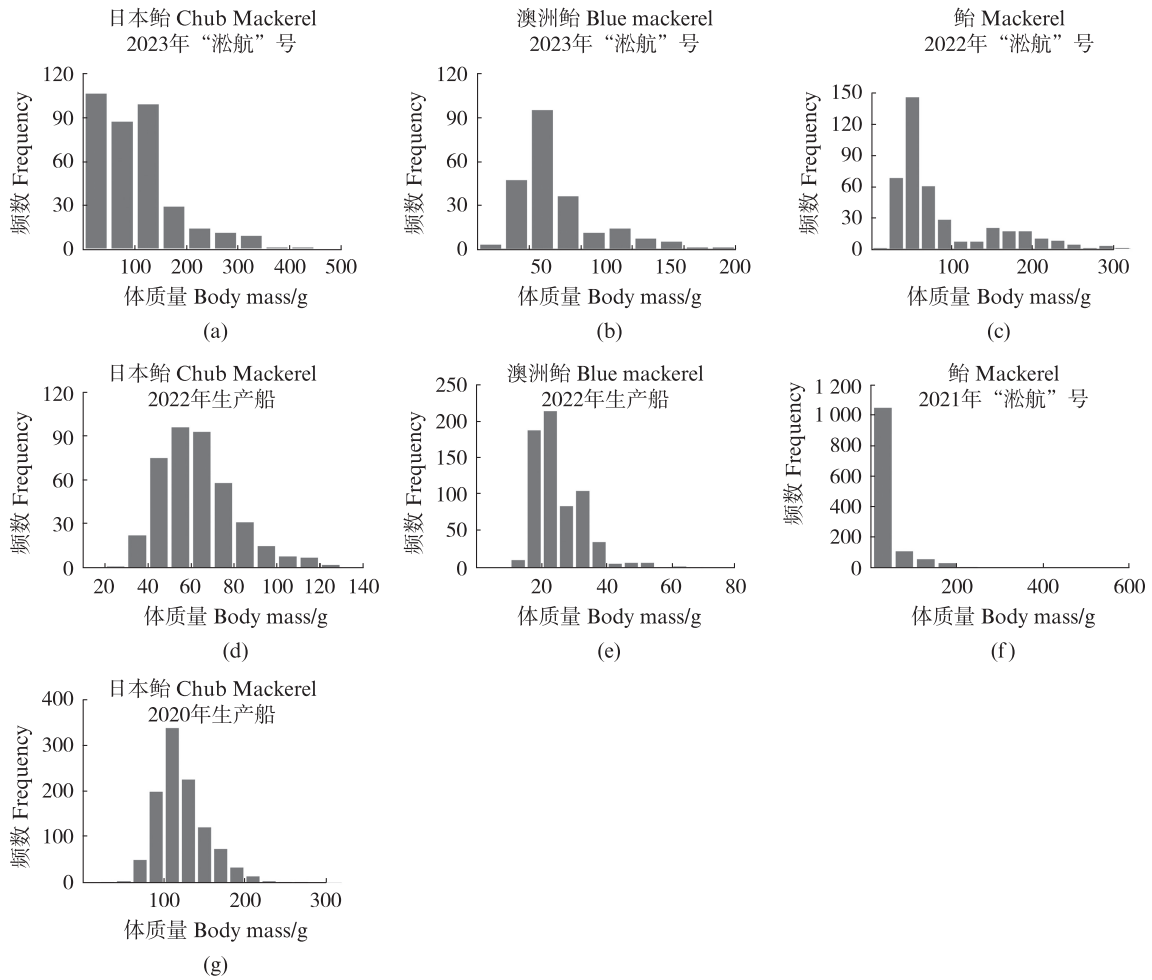 日本鲐 Chub Mackerel
2023年“淞航”号
120
90
60
30
0
频数 Frequency
100 200 300 400 500
体质量 Body mass/g
(a)
澳洲鲐 Blue mackerel
2023年“淞航”号
120
90
60
30
0
频数 Frequency
50 100 150 200
体质量 Body mass/g
(b)
鲐 Mackerel
2022年“淞航”号
150
120
90
60
30
0
频数 Frequency
100 200 300
体质量 Body mass/g
(c)
日本鲐 Chub Mackerel
2022年生产船
120
90
60
30
0
频数 Frequency
20 40 60 80 100 120 140
体质量 Body mass/g
(d)
澳洲鲐 Blue mackerel
2022年生产船
250
200
150
100
50
0
频数 Frequency
20 40 60 80
体质量 Body mass/g
(e)
鲐 Mackerel
2021年“淞航”号
1 200
1 000
800
600
400
200
0
频数 Frequency
200 400 600
体质量 Body mass/g
(f)
日本鲐 Chub Mackerel
2020年生产船
400
300
200
100
0
频数 Frequency
100 200 300
体质量 Body mass/g
(g)